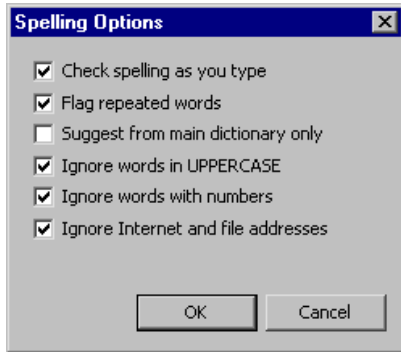 Spelling Options
Check spelling as you type
Flag repeated words
Suggest from main dictionary only
Ignore words in UPPERCASE
Ignore words with numbers
Ignore Internet and file addresses
OK Cancel